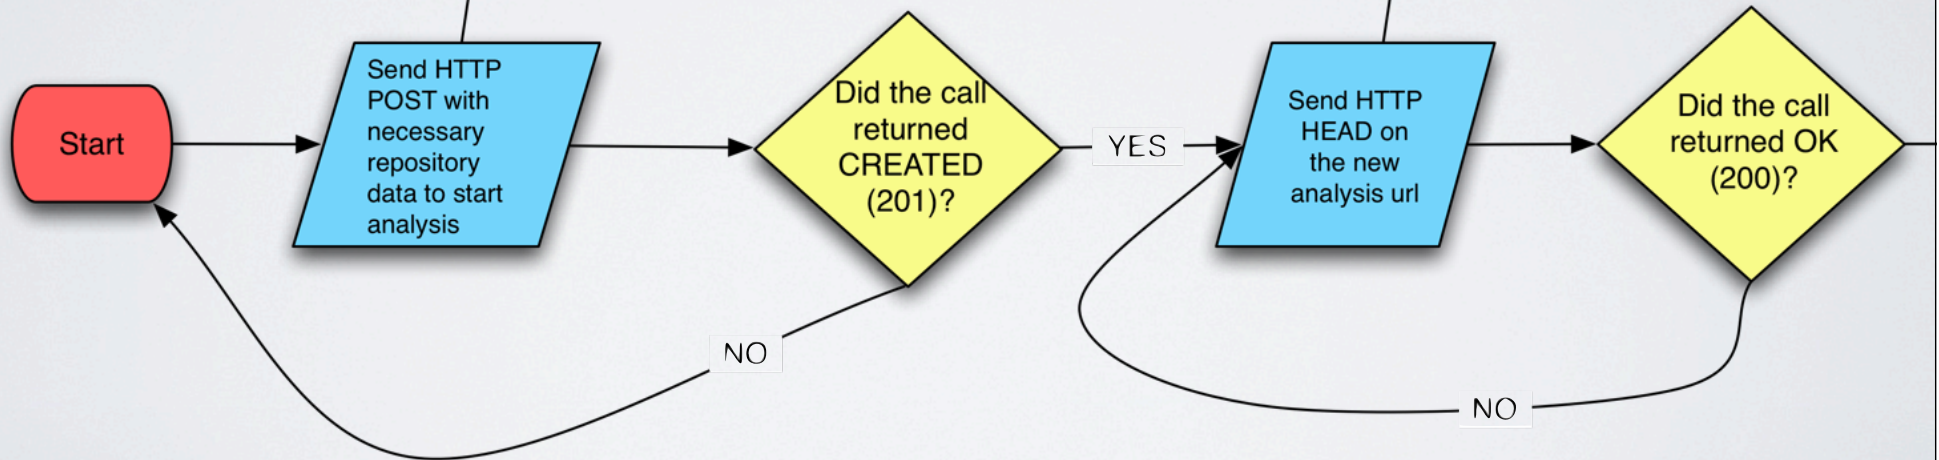 Start
Send HTTP
POST with
necessary
repository
data to start
analysis
Did the call
returned
CREATED
(201)?
YES
Send HTTP
HEAD on
the new
analysis url
Did the call
returned OK
(200)?
NO
NO